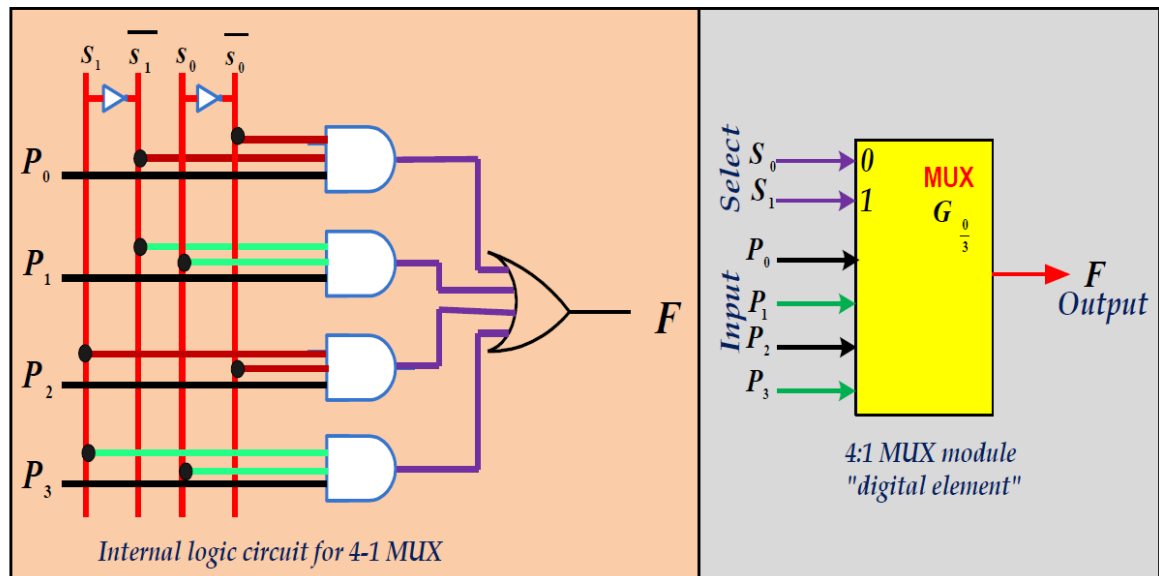 S₁ s̅₁ s₀ s̅₀
P₀
P₁
P₂
P₃
F
Internal logic circuit for 4-1 MUX
Select
S₀
S₁
Input
P₀
P₁
P₂
P₃
0
1
MUX
G 0/3
F
Output
4:1 MUX module
"digital element"